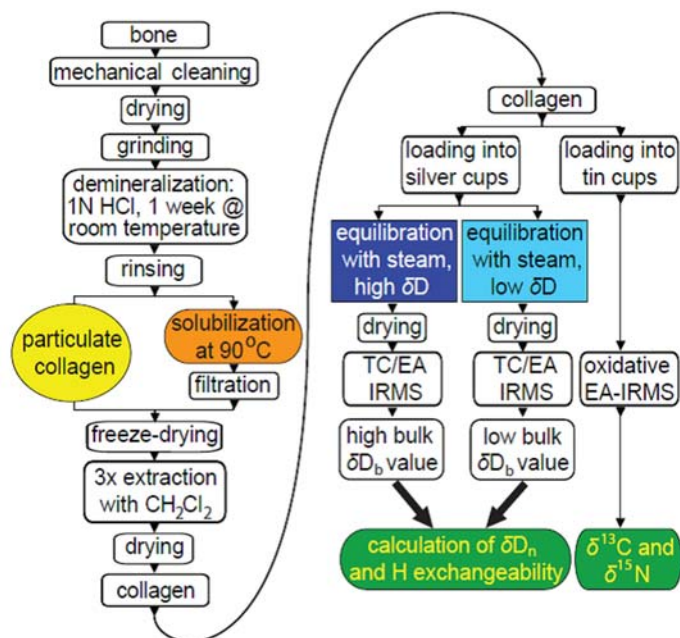 bone
mechanical cleaning
drying
grinding
demineralization:
1N HCl, 1 week @
room temperature
rinsing
particulate
collagen
solubilization
at 90°C
filtration
freeze-drying
3x extraction
with CH₂Cl₂
drying
collagen
collagen
loading into
silver cups
loading into
tin cups
equilibration
with steam,
high δD
equilibration
with steam,
low δD
drying
drying
TC/EA
IRMS
TC/EA
IRMS
oxidative
EA-IRMS
high bulk
δD_b value
low bulk
δD_b value
calculation of δD_n
and H exchangeability
δ¹³C and
δ¹⁵N